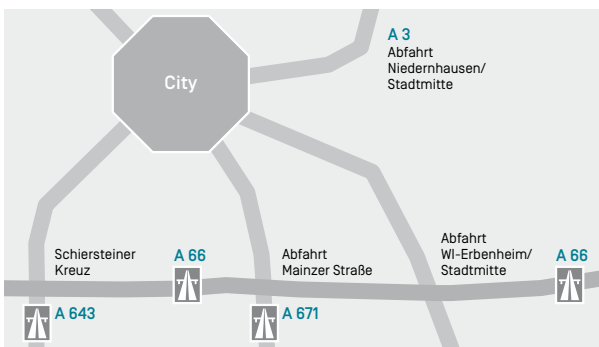 A 3
Abfahrt
Niedernhausen/
Stadtmitte
City
Schiersteiner
Kreuz
A 66
Abfahrt
Mainzer Straße
Abfahrt
WI-Erbenheim/
Stadtmitte
A 66
A 643
A 671